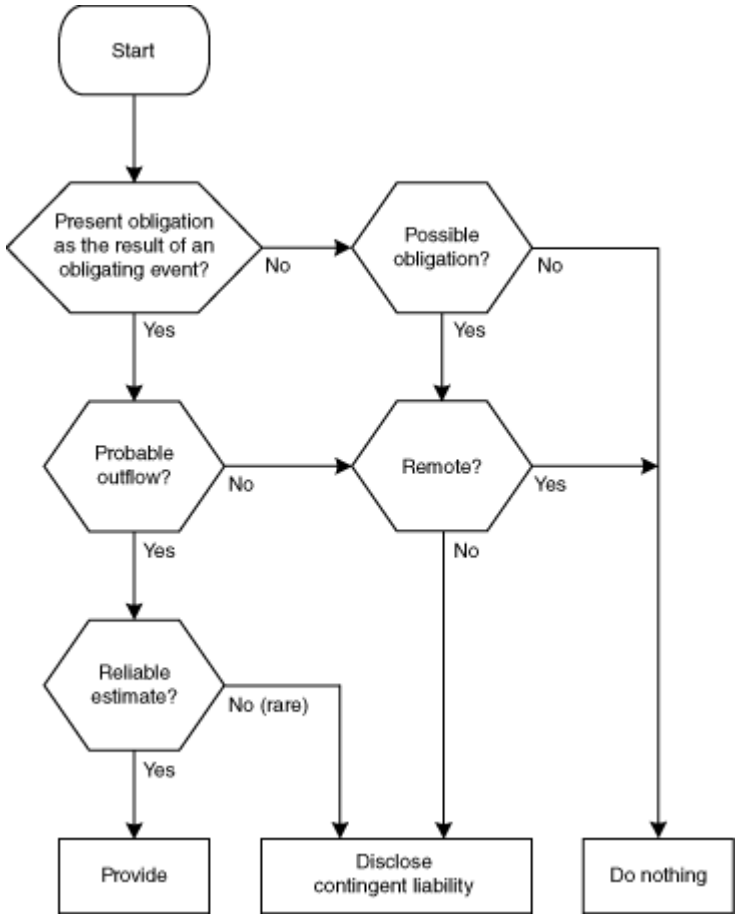 Start
Present obligation
as the result of an
obligating event?
No
Possible
obligation?
No
Yes
Yes
Probable
outflow?
No
Remote?
Yes
Yes
No
Reliable
estimate?
No (rare)
Yes
Provide
Disclose
contingent liability
Do nothing